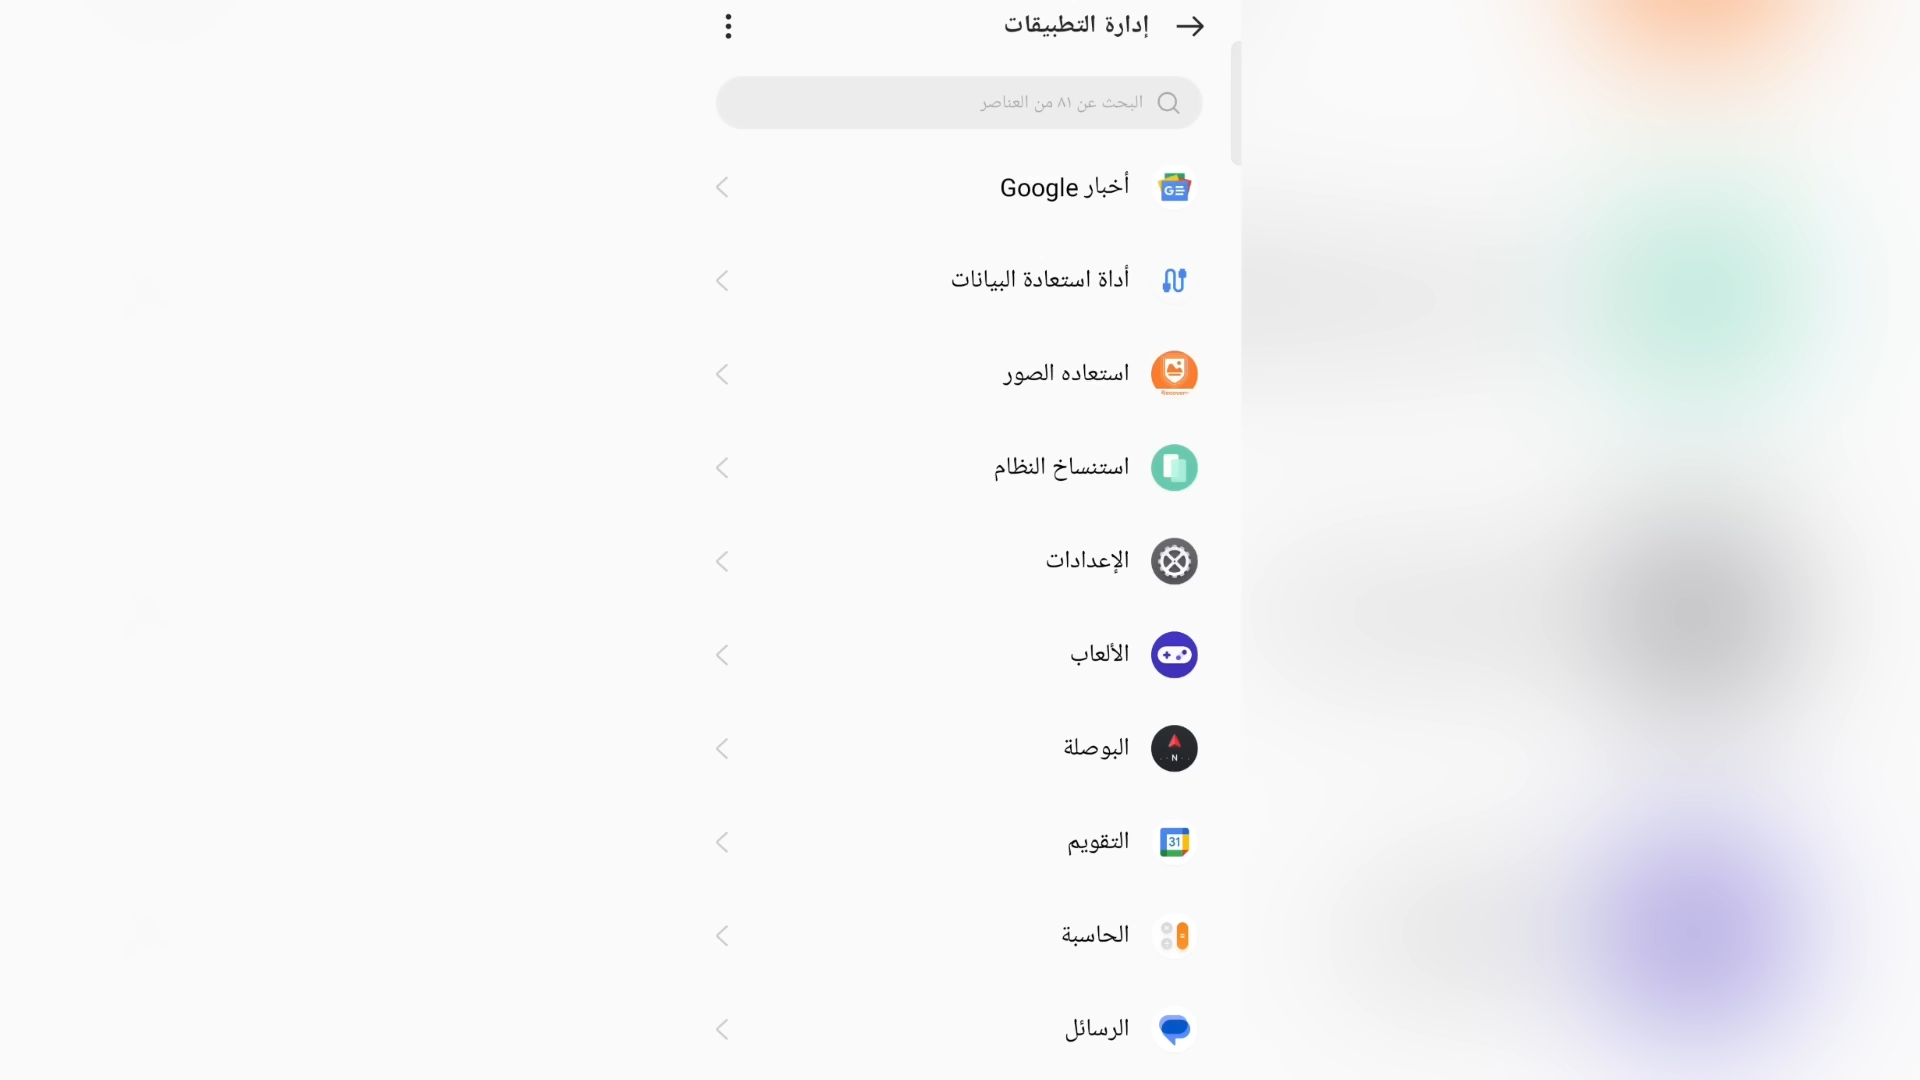 إدارة التطبيقات
البحث عن ٨١ من العناصر
أخبار Google
أداة استعادة البيانات
استعاده الصور
استنساخ النظام
الإعدادات
الألعاب
البوصلة
N
التقويم
31
الحاسبة
الرسائل